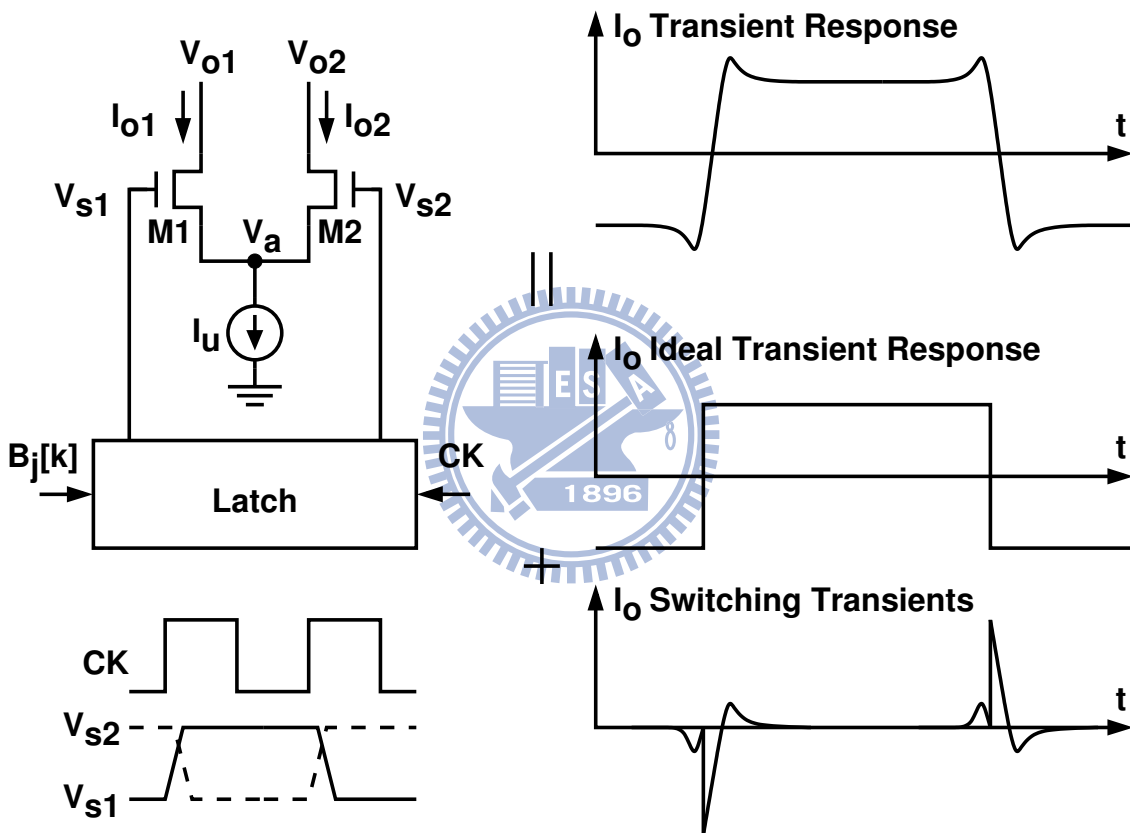 Vo1
Vo2
Io1
Io2
Vs1
Vs2
M1
Va
M2
Iu
Bj[k]
CK
Latch
CK
Vs2
Vs1
Io Transient Response
t
Io Ideal Transient Response
t
Io Switching Transients
t
E S A
1896